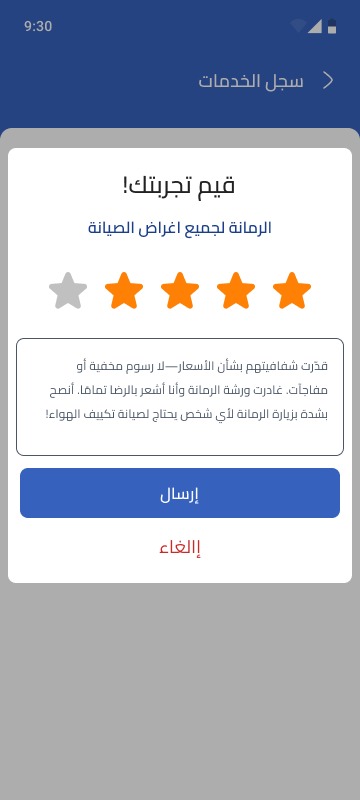 9:30
سجل الخدمات
قيم تجربتك!
الرمانة لجميع اغراض الصيانة
قدّرت شفافيتهم بشأن الأسعار—لا رسوم مخفية أو
مفاجآت. غادرت ورشة الرمانة وأنا أشعر بالرضا تمامًا. أنصح
بشدة بزيارة الرمانة لأي شخص يحتاج لصيانة تكييف الهواء!
إرسال
إالغاء